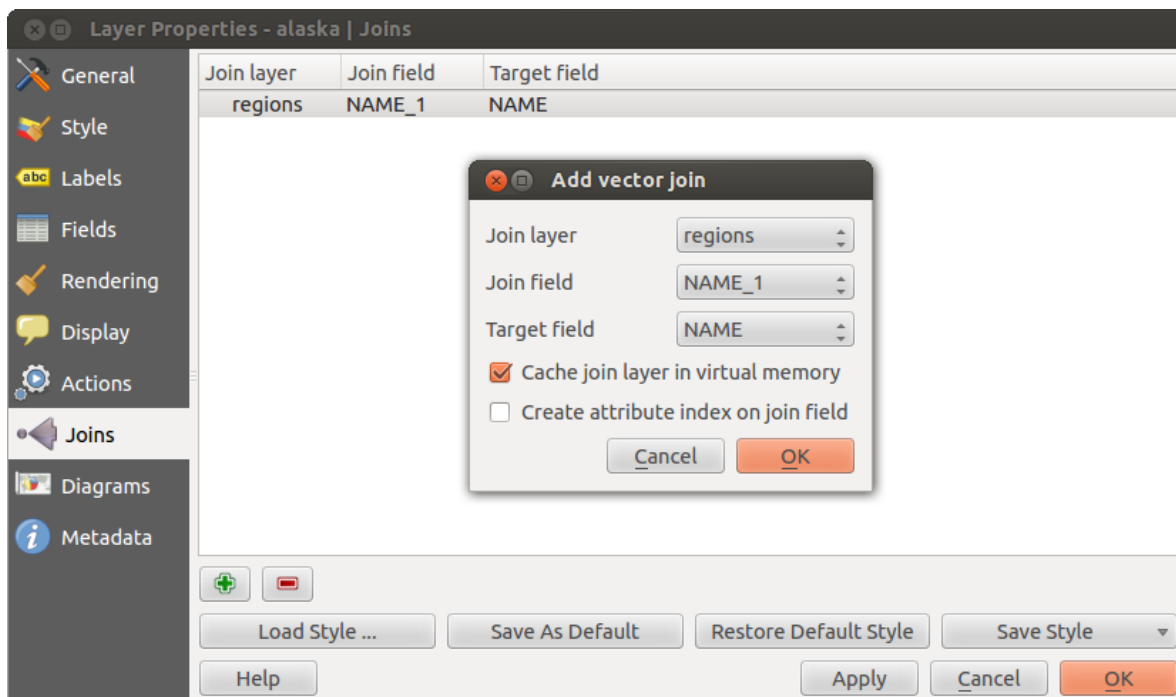 Layer Properties - alaska | Joins
General
Style
abc Labels
Fields
Rendering
Display
Actions
Joins
Diagrams
Metadata
Join layer Join field Target field
regions NAME_1 NAME
Add vector join
Join layer regions
Join field NAME_1
Target field NAME
Cache join layer in virtual memory
Create attribute index on join field
Cancel OK
Load Style ... Save As Default Restore Default Style Save Style
Help Apply Cancel OK